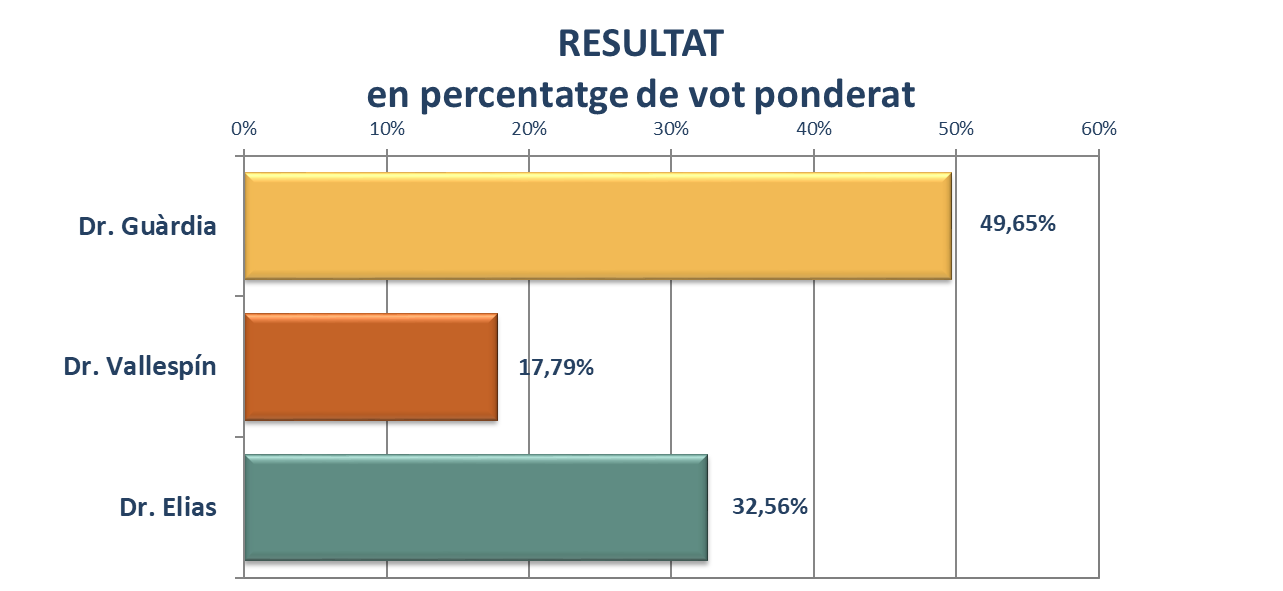 RESULTAT
en percentatge de vot ponderat
0% 10% 20% 30% 40% 50% 60%
Dr. Guàrdia 49,65%
Dr. Vallespín 17,79%
Dr. Elias 32,56%